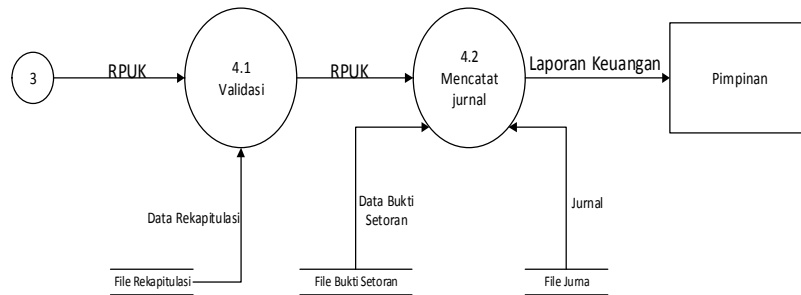 3
RPUK
4.1
Validasi
RPUK
4.2
Mencatat
jurnal
Laporan Keuangan
Pimpinan
Data Rekapitulasi
Data Bukti
Setoran
Jurnal
File Rekapitulasi
File Bukti Setoran
File Jurna